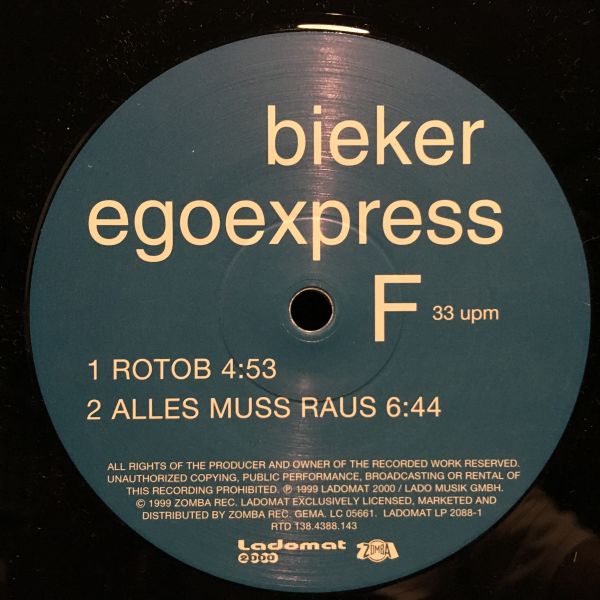 bieker
egoexpress
F 33 upm
1 ROTOB 4:53
2 ALLES MUSS RAUS 6:44
ALL RIGHTS OF THE PRODUCER AND OWNER OF THE RECORDED WORK RESERVED.
UNAUTHORIZED COPYING, PUBLIC PERFORMANCE, BROADCASTING OR RENTAL OF
THIS RECORDING PROHIBITED. ℗ 1999 LADOMAT 2000 / LADO MUSIK GMBH.
© 1999 ZOMBA REC. LADOMAT EXCLUSIVELY LICENSED, MARKETED AND
DISTRIBUTED BY ZOMBA REC. GEMA. LC 05661. LADOMAT LP 2088-1
RTD 138.4388.143
Ladomat 2000 ZOMBA